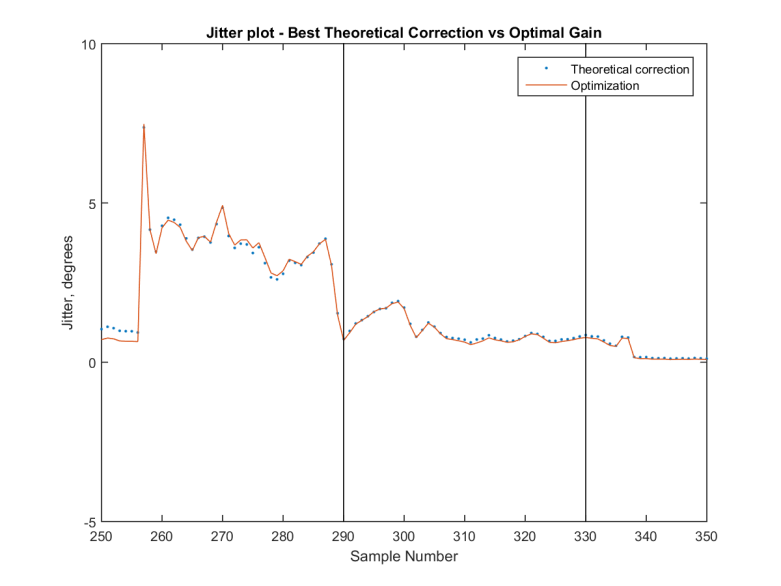 Jitter plot - Best Theoretical Correction vs Optimal Gain
Theoretical correction
Optimization
10
5
0
-5
Jitter, degrees
250 260 270 280 290 300 310 320 330 340 350
Sample Number